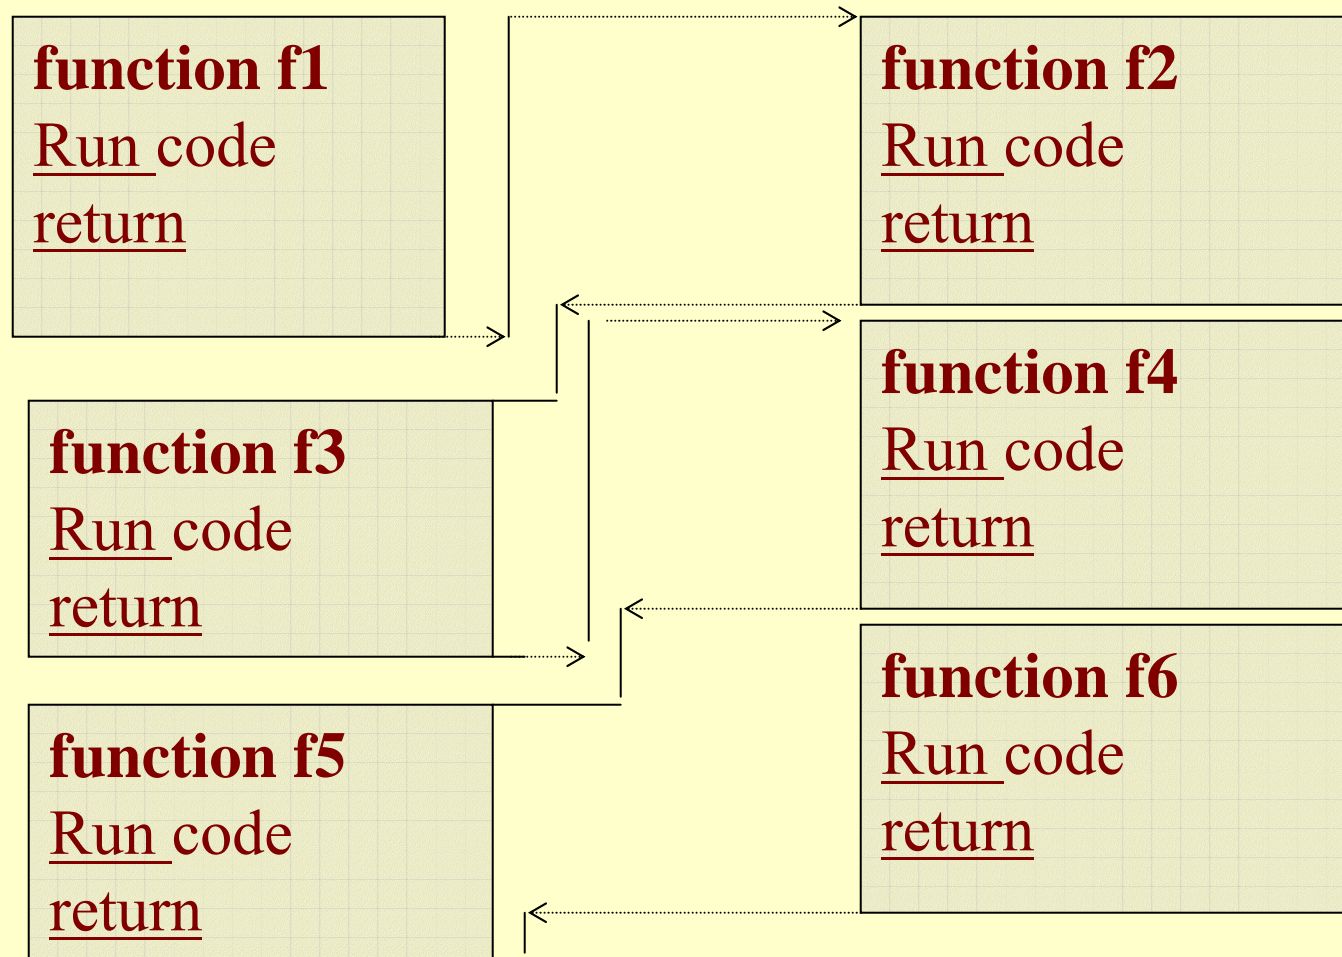 function f1
Run code
return
function f2
Run code
return
function f3
Run code
return
function f4
Run code
return
function f5
Run code
return
function f6
Run code
return